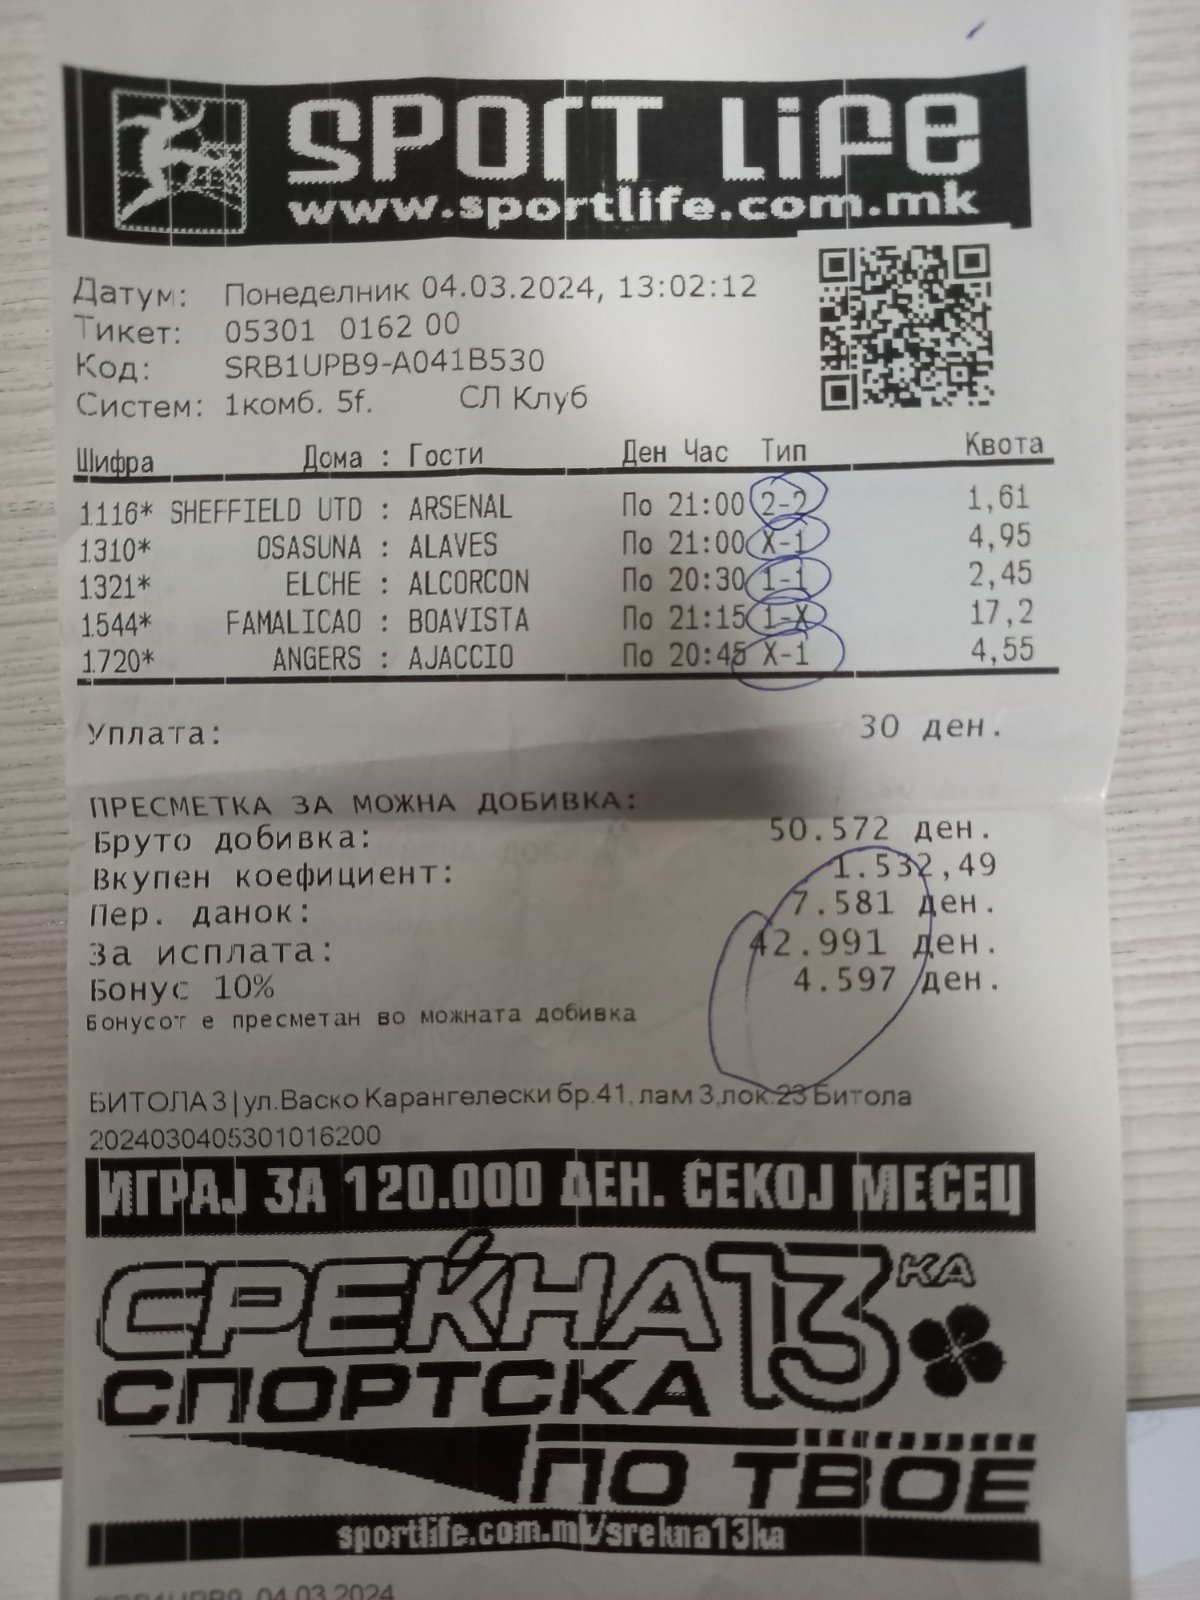 SPORT LIFE
www.sportlife.com.mk
Датум: Понеделник 04.03.2024, 13:02:12
Тикет: 05301 0162 00
Код: SRB1UPB9-A041B530
Систем: 1комб. 5f. СЛ Клуб
Шифра Дома : Гости Ден Час Тип Квота
1116* SHEFFIELD UTD : ARSENAL По 21:00 2-2 1,61
1310* OSASUNA : ALAVES По 21:00 X-1 4,95
1321* ELCHE : ALCORCON По 20:30 1-1 2,45
1544* FAMALICAO : BOAVISTA По 21:15 1-X 17,2
1720* ANGERS : AJACCIO По 20:45 X-1 4,55
Уплата: 30 ден.
ПРЕСМЕТКА ЗА МОЖНА ДОБИВКА:
Бруто добивка: 50.572 ден.
Вкупен коефициент: 1.532,49
Пер. данок: 7.581 ден.
За исплата: 42.991 ден.
Бонус 10% 4.597 ден.
Бонусот е пресметан во можната добивка
БИТОЛА 3 | ул.Васко Карангелески бр.41, лам 3,лок.23 Битола
2024030405301016200
ИГРАЈ ЗА 120.000 ДЕН. СЕКОЈ МЕСЕЦ
СРЕЌНА 13КА
СПОРТСКА
ПО ТВОЕ
sportlife.com.mk/srekna13ka
SRB1UPB9 04.03.2024